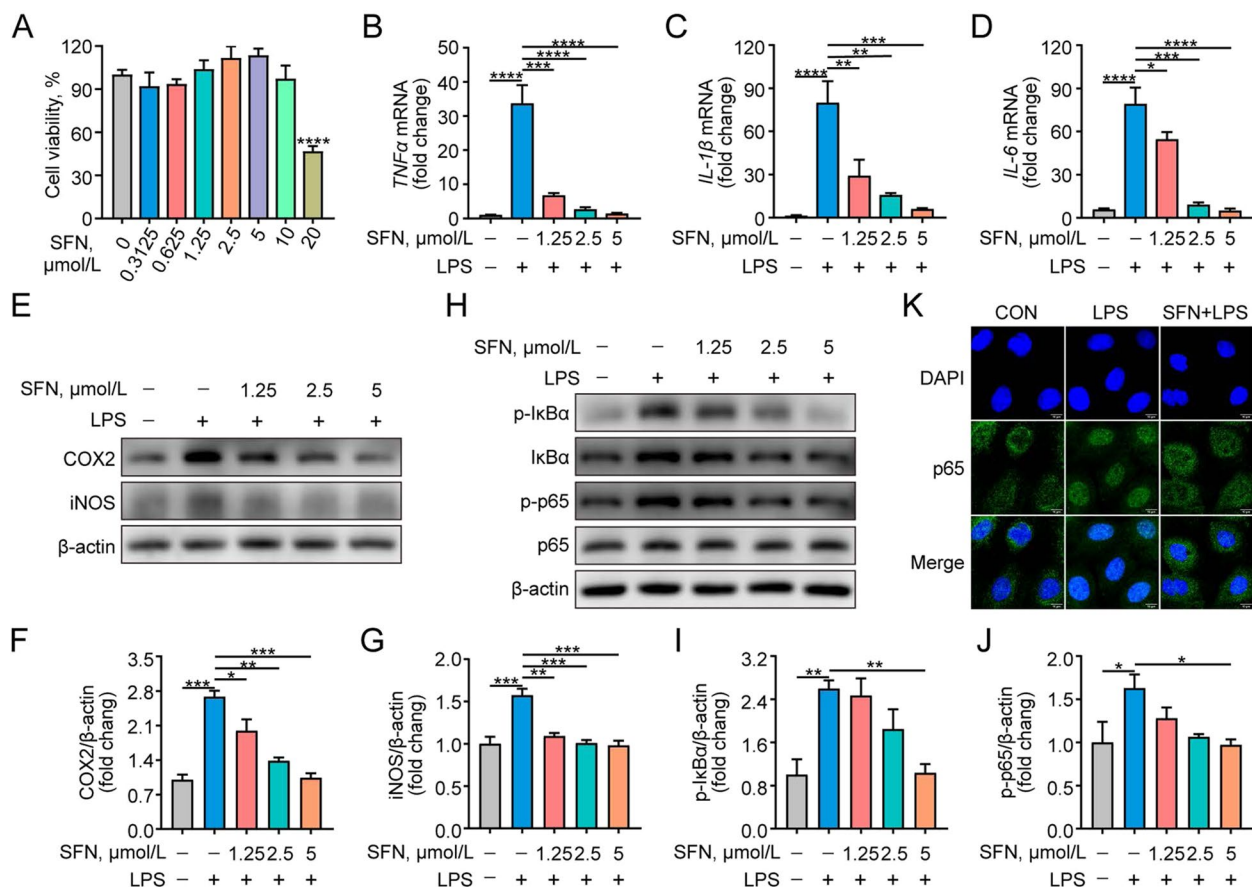 A
Cell viability, %
120
90
60
30
0
****
SFN, μmol/L
0
0.3125
0.625
1.25
2.5
5
10
20
B
TNFα mRNA
(fold change)
50
40
30
20
10
0
****
****
****
***
SFN, μmol/L – – 1.25 2.5 5
LPS – + + + +
C
IL-1β mRNA
(fold change)
120
90
60
30
0
***
**
****
**
SFN, μmol/L – – 1.25 2.5 5
LPS – + + + +
D
IL-6 mRNA
(fold change)
120
90
60
30
0
****
***
****
*
SFN, μmol/L – – 1.25 2.5 5
LPS – + + + +
E
SFN, μmol/L – – 1.25 2.5 5
LPS – + + + +
COX2
iNOS
β-actin
H
SFN, μmol/L – – 1.25 2.5 5
LPS – + + + +
p-IκBα
IκBα
p-p65
p65
β-actin
K
CON LPS SFN+LPS
DAPI
p65
Merge
F
COX2/β-actin
(fold chang)
3.5
2.8
2.1
1.4
0.7
0.0
***
**
***
*
SFN, μmol/L – – 1.25 2.5 5
LPS – + + + +
G
iNOS/β-actin
(fold chang)
2.0
1.5
1.0
0.5
0.0
***
***
***
**
SFN, μmol/L – – 1.25 2.5 5
LPS – + + + +
I
p-IκBα/β-actin
(fold chang)
3.2
2.4
1.6
0.8
0.0
**
**
SFN, μmol/L – – 1.25 2.5 5
LPS – + + + +
J
p-p65/β-actin
(fold chang)
2.0
1.5
1.0
0.5
0.0
*
*
SFN, μmol/L – – 1.25 2.5 5
LPS – + + + +